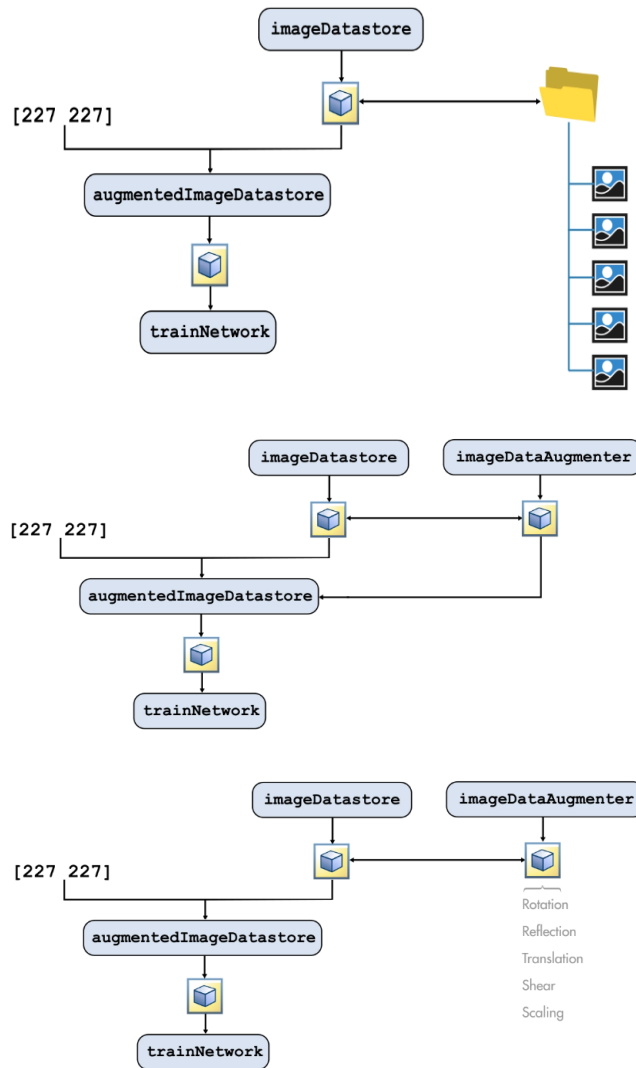 imageDatastore
[227 227]
augmentedImageDatastore
trainNetwork
imageDatastore imageDataAugmenter
[227 227]
augmentedImageDatastore
trainNetwork
imageDatastore imageDataAugmenter
[227 227]
Rotation
Reflection
augmentedImageDatastore
Translation
Shear
Scaling
trainNetwork